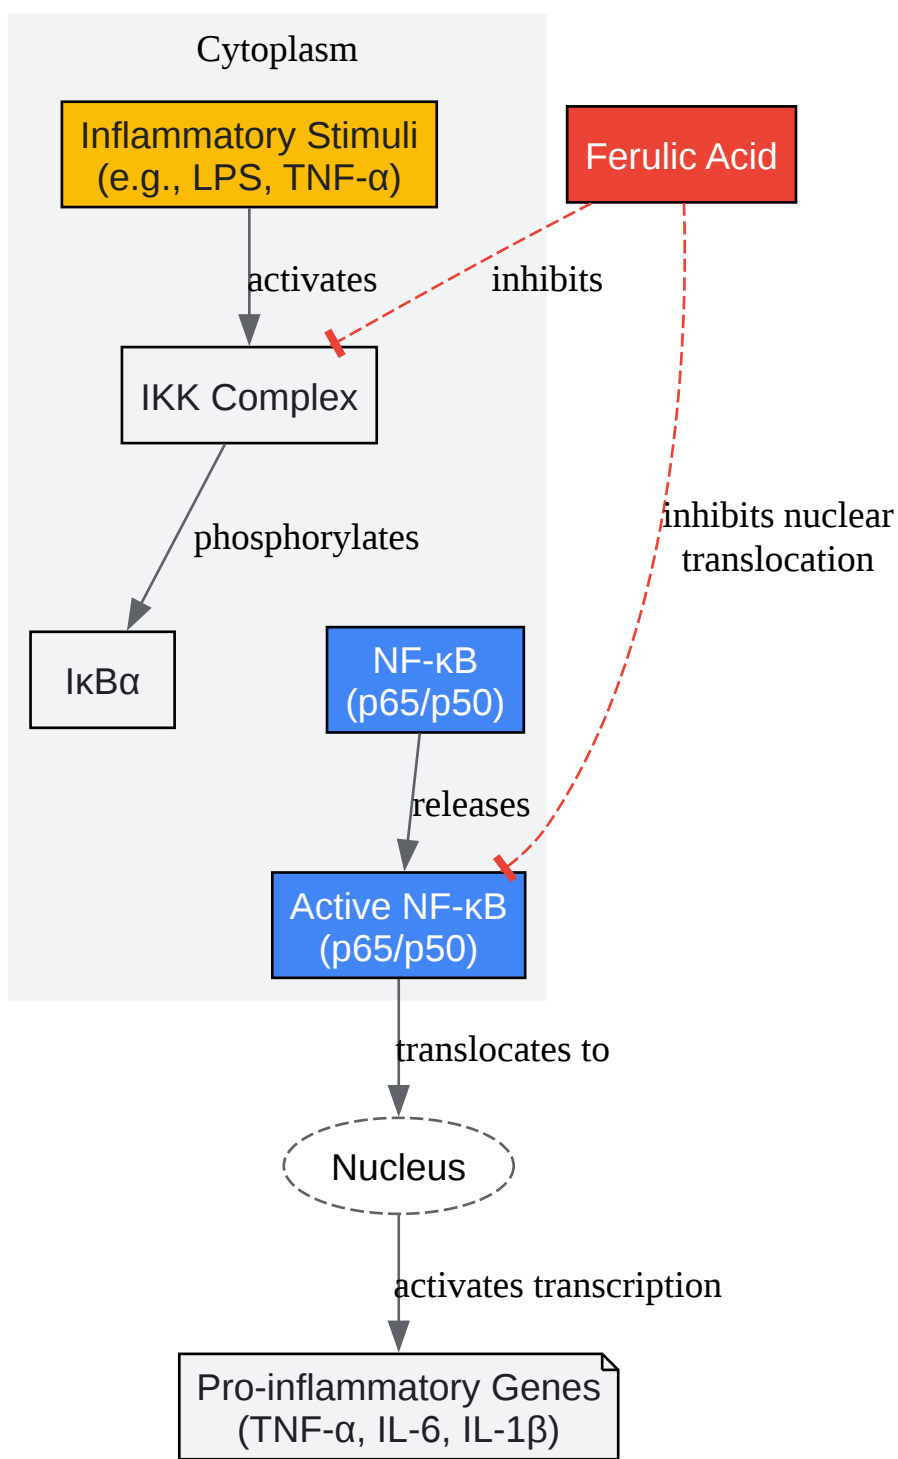 Cytoplasm
Inflammatory Stimuli
(e.g., LPS, TNF-α)
Ferulic Acid
activates
inhibits
IKK Complex
phosphorylates
inhibits nuclear
translocation
IκBα
NF-κB
(p65/p50)
releases
Active NF-κB
(p65/p50)
translocates to
Nucleus
activates transcription
Pro-inflammatory Genes
(TNF-α, IL-6, IL-1β)